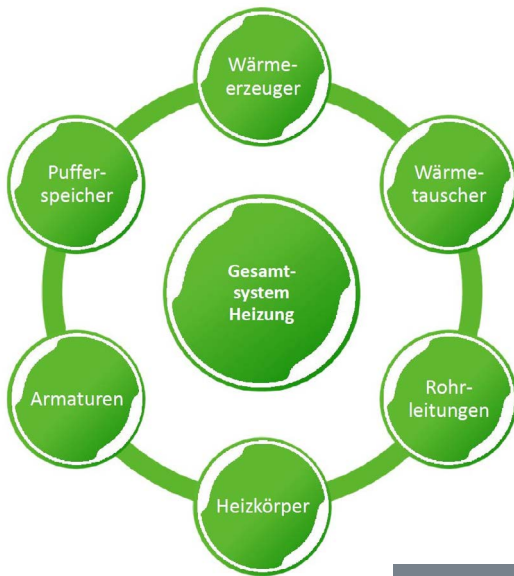 Wärme-
erzeuger
Wärme-
tauscher
Rohr-
leitungen
Heizkörper
Armaturen
Puffer-
speicher
Gesamt-
system
Heizung